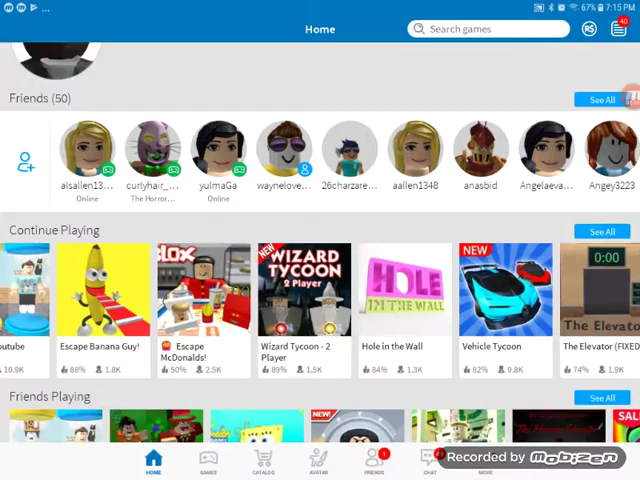 67% 7:15 PM
Home
Search games
R$
40
Friends (50)
See All
alsallen13...
curlyhair_...
yulmaGa
waynelove...
26charzare...
aallen1348
anasbid
Angelaeva...
Angey3223
Online
The Horror...
Online
Continue Playing
See All
LOX
NEW
WIZARD
TYCOON
2 Player
HOLE
IN THE WALL
NEW
0:00
The Elevator
outube
Escape Banana Guy!
Escape
McDonalds!
Wizard Tycoon - 2
Player
Hole in the Wall
Vehicle Tycoon
The Elevator (FIXED
10.9K
88% 1.8K
50% 2.5K
89% 1.5K
84% 1.3K
82% 9.8K
74% 1.9K
Friends Playing
See All
NEW!
SAL
1
HOME
GAMES
CATALOG
AVATAR
FRIENDS
CHAT
MORE
Recorded by mobizen